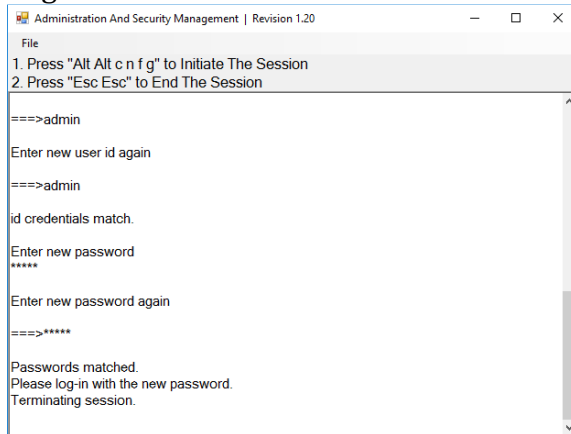 Administration And Security Management | Revision 1.20
File
1. Press "Alt Alt c n f g" to Initiate The Session
2. Press "Esc Esc" to End The Session
===>admin
Enter new user id again
===>admin
id credentials match.
Enter new password
*****
Enter new password again
===>*****
Passwords matched.
Please log-in with the new password.
Terminating session.